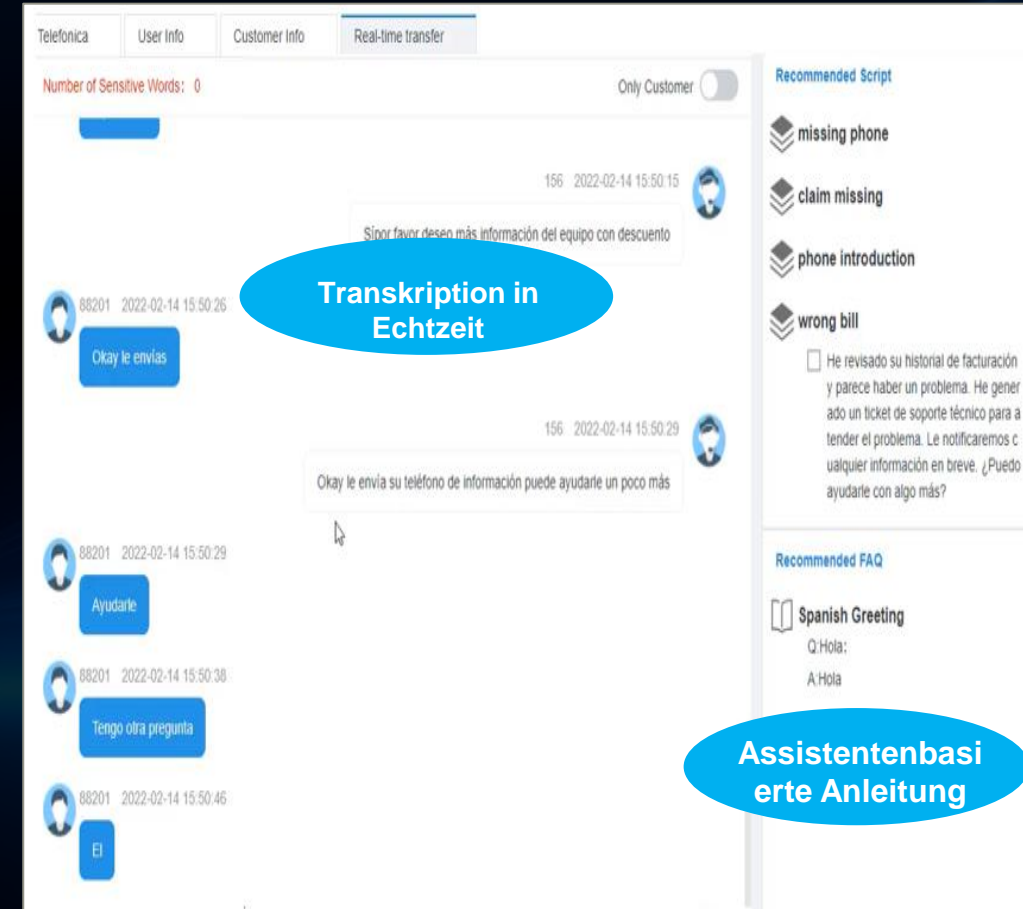 Telefonica User Info Customer Info Real-time transfer
Number of Sensitive Words: 0 Only Customer
156 2022-02-14 15:50:15
Sípor favor deseo más información del equipo con descuento
Transkription in
Echtzeit
88201 2022-02-14 15:50:26
Okay le envías
156 2022-02-14 15:50:29
Okay le envía su teléfono de información puede ayudarle un poco más
88201 2022-02-14 15:50:29
Ayudarle
88201 2022-02-14 15:50:38
Tengo otra pregunta
88201 2022-02-14 15:50:46
El
Recommended Script
missing phone
claim missing
phone introduction
wrong bill
He revisado su historial de facturación
y parece haber un problema. He gener
ado un ticket de soporte técnico para a
tender el problema. Le notificaremos c
ualquier información en breve. ¿Puedo
ayudarle con algo más?
Recommended FAQ
Spanish Greeting
Q:Hola:
A:Hola
Assistentenbasi
erte Anleitung